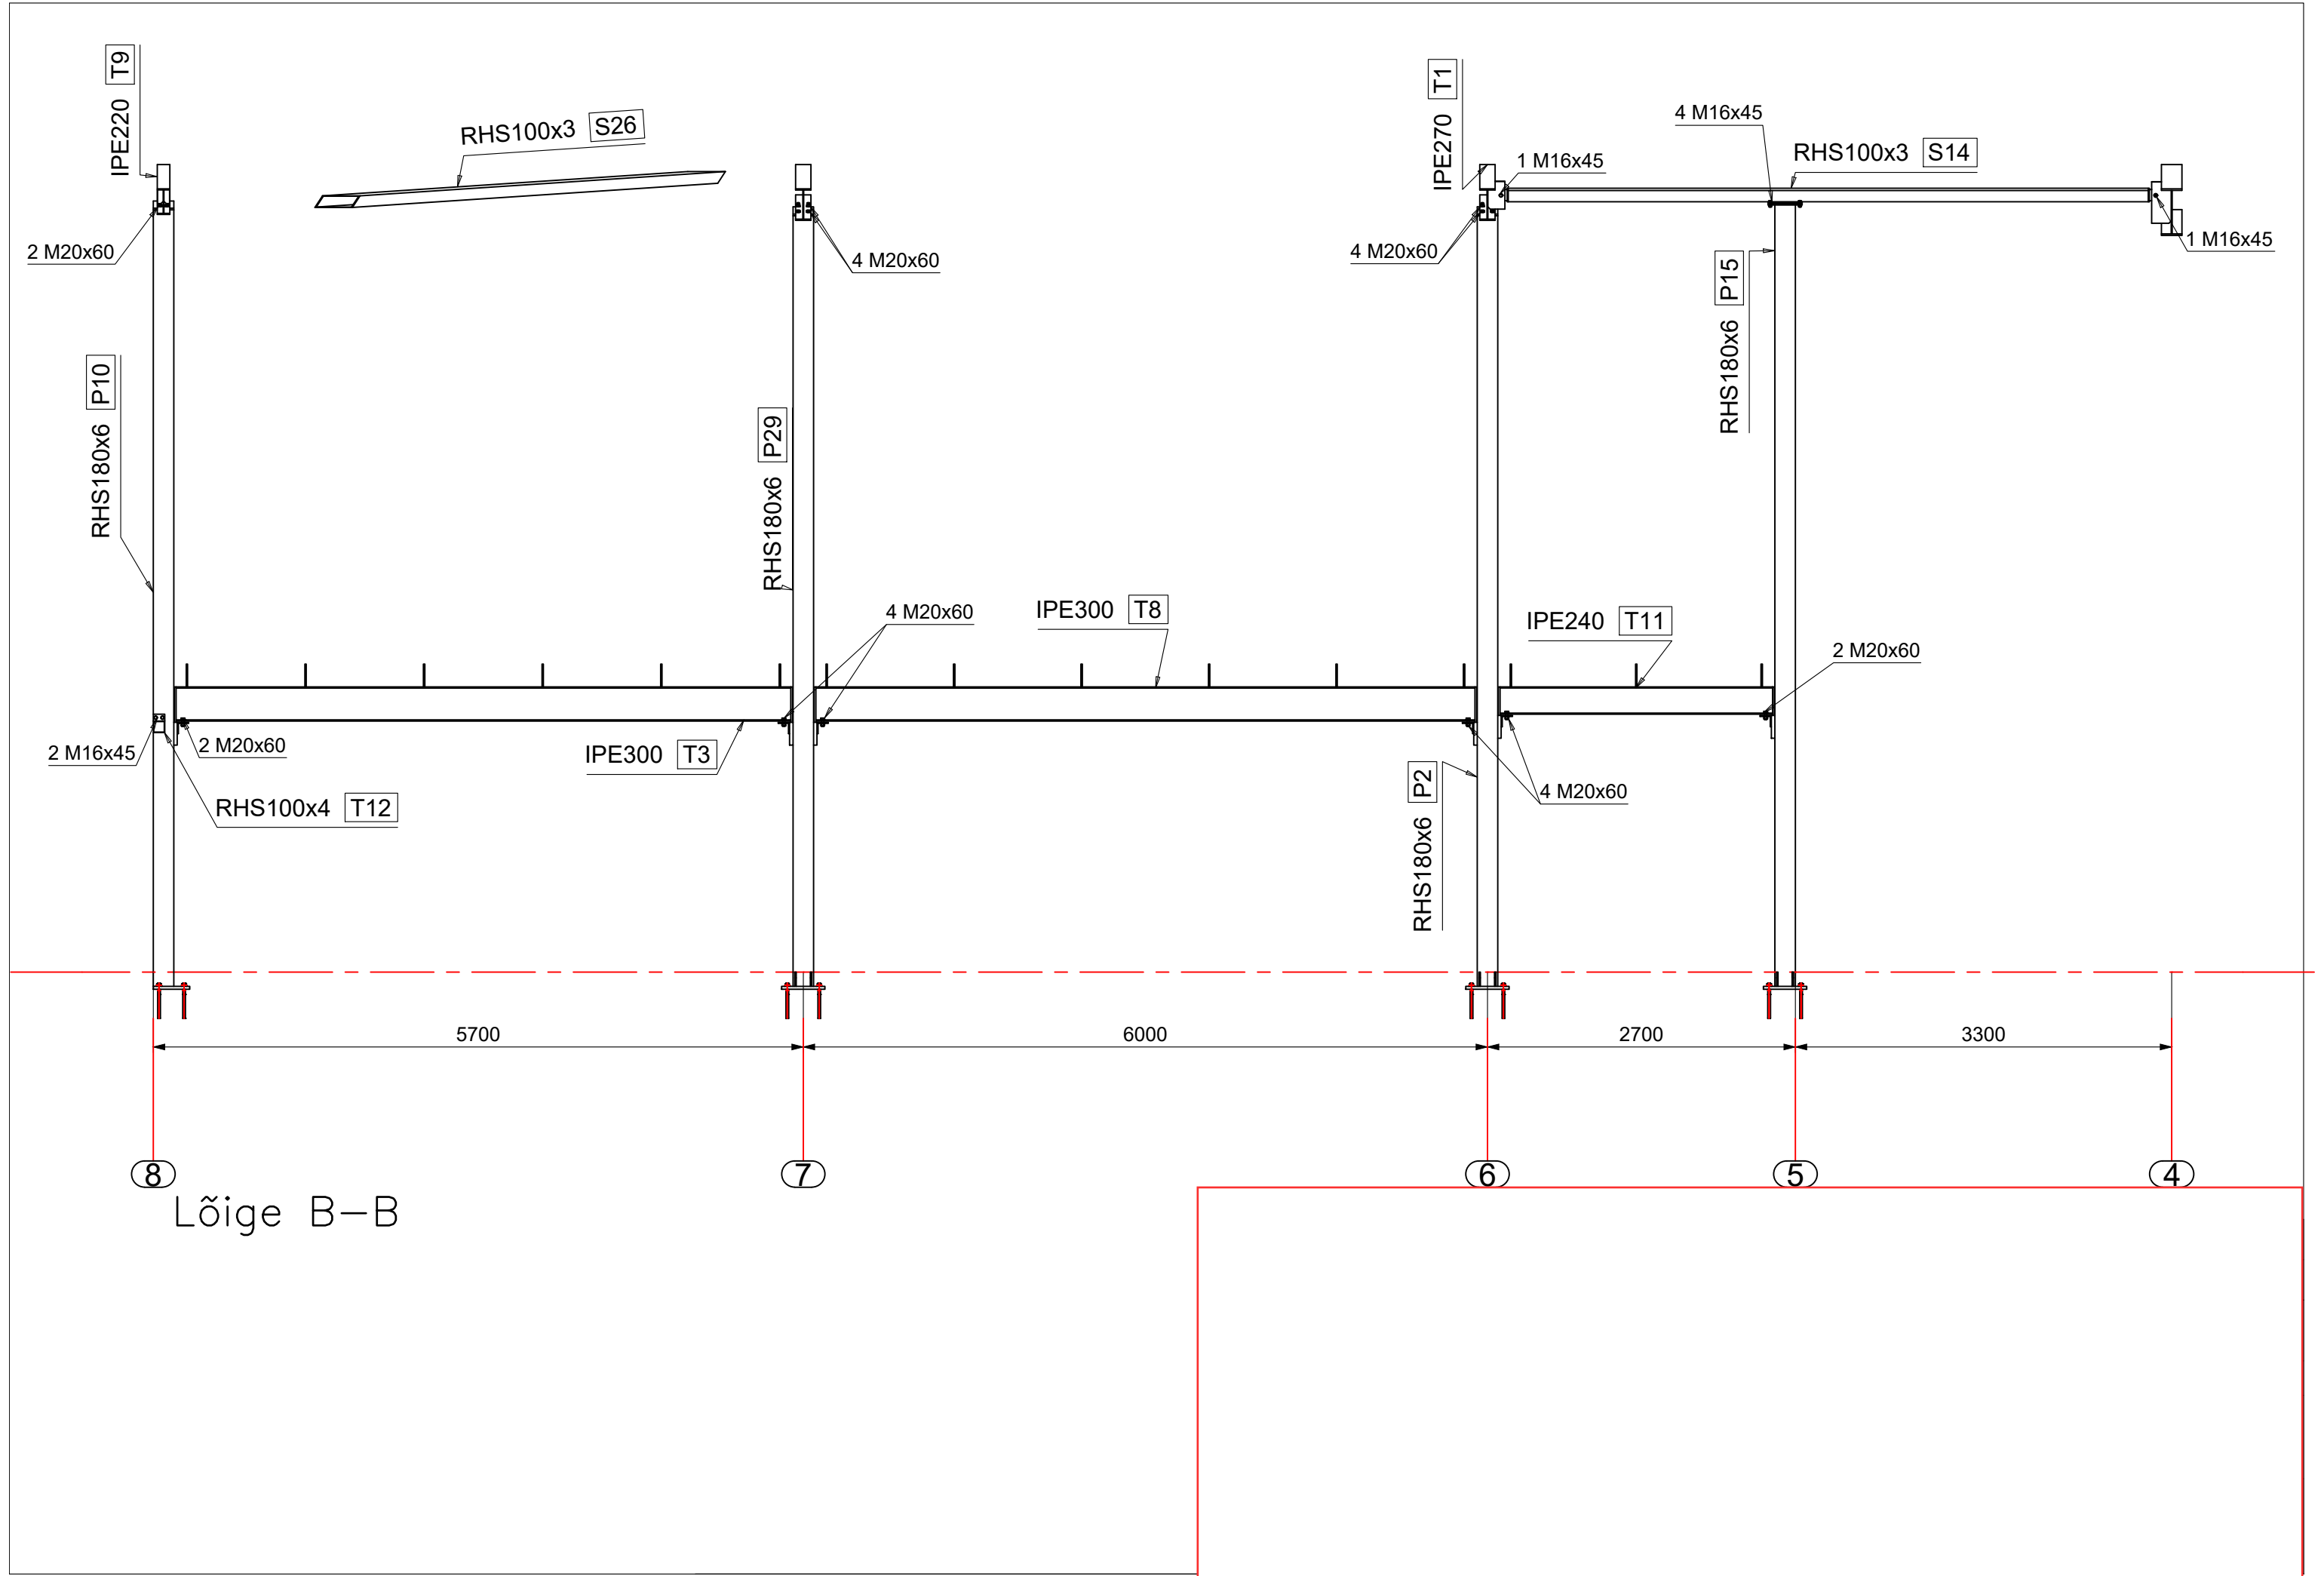 IPE220 T9
RHS100x3 S26
IPE270 T1
4 M16x45
1 M16x45
RHS100x3 S14
2 M20x60
4 M20x60
4 M20x60
1 M16x45
RHS180x6 P15
RHS180x6 P10
RHS180x6 P29
4 M20x60
IPE300 T8
IPE240 T11
2 M20x60
2 M16x45
2 M20x60
IPE300 T3
RHS180x6 P2
4 M20x60
RHS100x4 T12
5700
6000
2700
3300
8
7
6
5
4
Lõige B-B